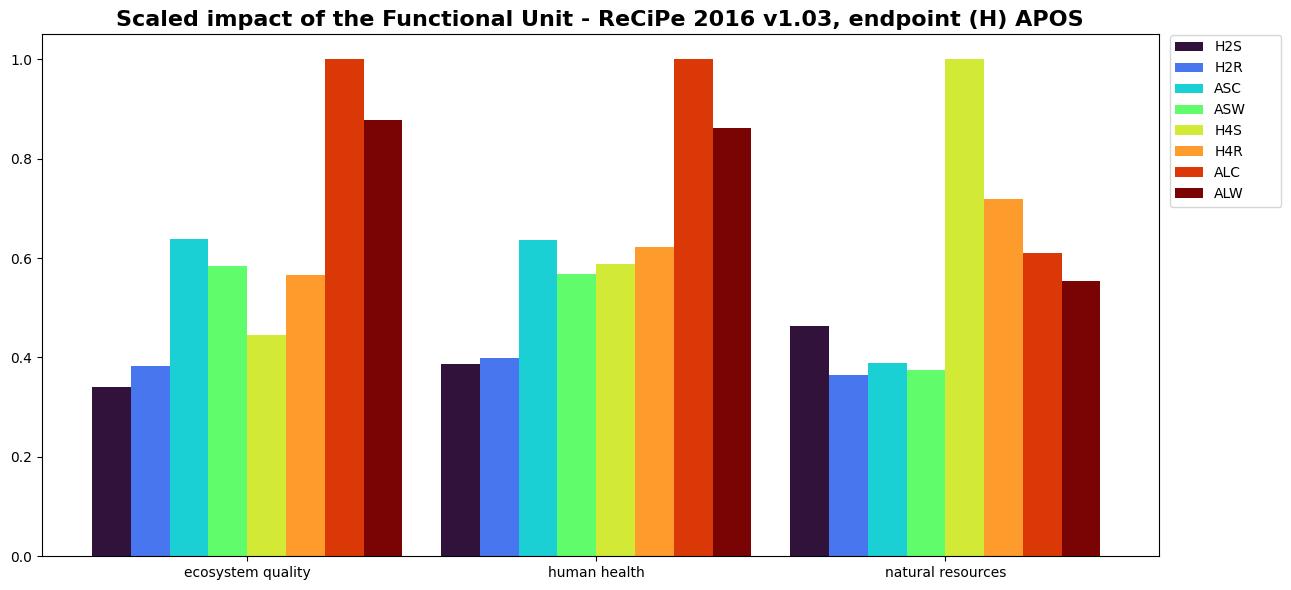 Scaled impact of the Functional Unit - ReCiPe 2016 v1.03, endpoint (H) APOS
1.0
0.8
0.6
0.4
0.2
0.0
ecosystem quality
human health
natural resources
H2S
H2R
ASC
ASW
H4S
H4R
ALC
ALW